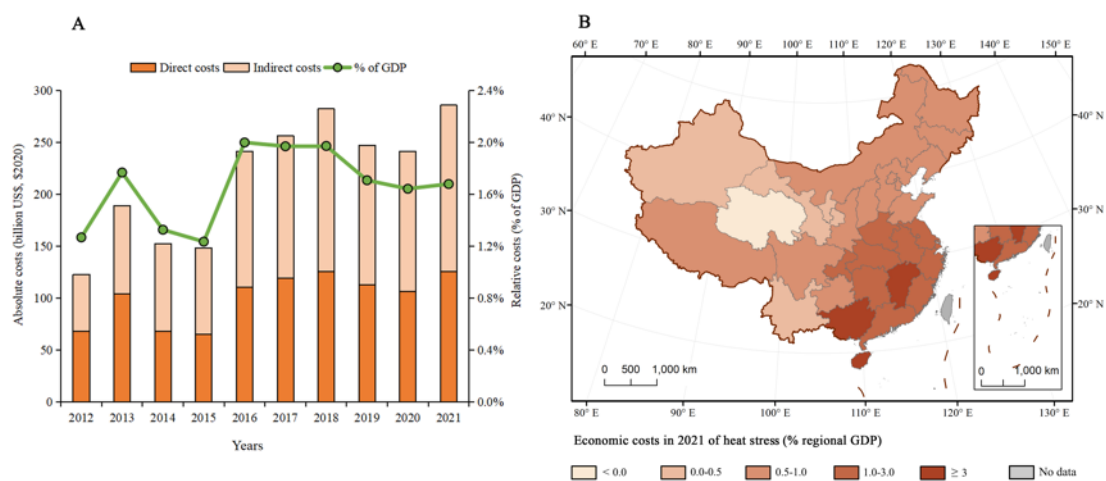 A
Direct costs Indirect costs % of GDP
300
250
200
150
100
50
0
Absolute costs (billion US$, $2020)
2.4%
2.0%
1.6%
1.2%
0.8%
0.4%
0.0%
Relative costs (% of GDP)
2012 2013 2014 2015 2016 2017 2018 2019 2020 2021
Years
B
60° E 70° E 80° E 90° E 100° E 110° E 120° E 130° E 140° E 150° E
40° N
30° N
20° N
40° N
30° N
20° N
0 500 1,000 km
0 1,000 km
80° E 90° E 100° E 110° E 120° E 130° E
Economic costs in 2021 of heat stress (% regional GDP)
< 0.0 0.0-0.5 0.5-1.0 1.0-3.0 ≥ 3 No data